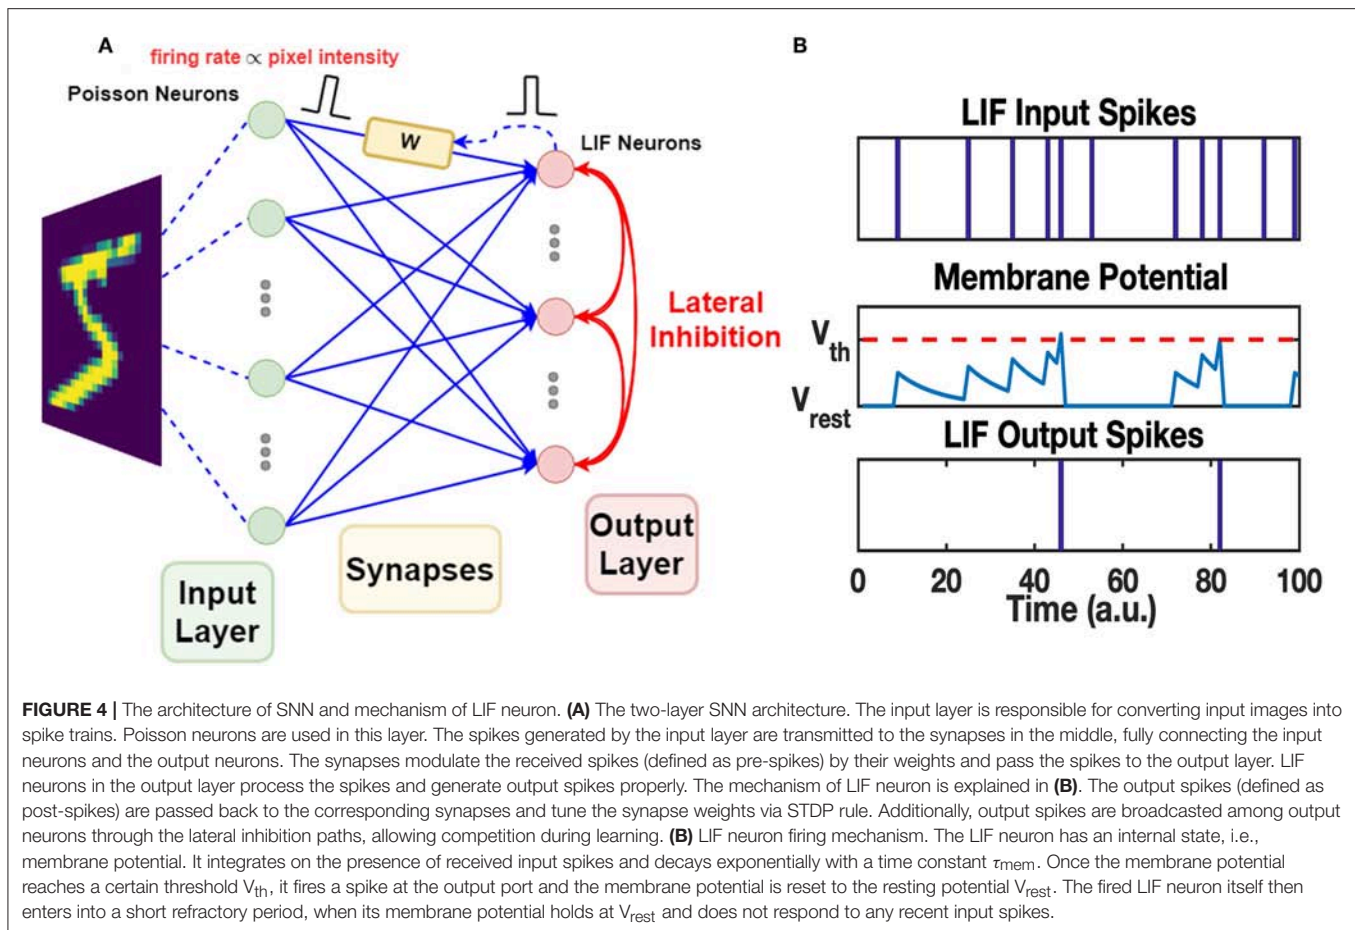 A
firing rate ∝ pixel intensity
Poisson Neurons
W
LIF Neurons
Lateral
Inhibition
Input
Layer
Synapses
Output
Layer
B
LIF Input Spikes
Membrane Potential
Vth
Vrest
LIF Output Spikes
0 20 40 60 80 100
Time (a.u.)
FIGURE 4 | The architecture of SNN and mechanism of LIF neuron. (A) The two-layer SNN architecture. The input layer is responsible for converting input images into
spike trains. Poisson neurons are used in this layer. The spikes generated by the input layer are transmitted to the synapses in the middle, fully connecting the input
neurons and the output neurons. The synapses modulate the received spikes (defined as pre-spikes) by their weights and pass the spikes to the output layer. LIF
neurons in the output layer process the spikes and generate output spikes properly. The mechanism of LIF neuron is explained in (B). The output spikes (defined as
post-spikes) are passed back to the corresponding synapses and tune the synapse weights via STDP rule. Additionally, output spikes are broadcasted among output
neurons through the lateral inhibition paths, allowing competition during learning. (B) LIF neuron firing mechanism. The LIF neuron has an internal state, i.e.,
membrane potential. It integrates on the presence of received input spikes and decays exponentially with a time constant τmem. Once the membrane potential
reaches a certain threshold Vth, it fires a spike at the output port and the membrane potential is reset to the resting potential Vrest. The fired LIF neuron itself then
enters into a short refractory period, when its membrane potential holds at Vrest and does not respond to any recent input spikes.